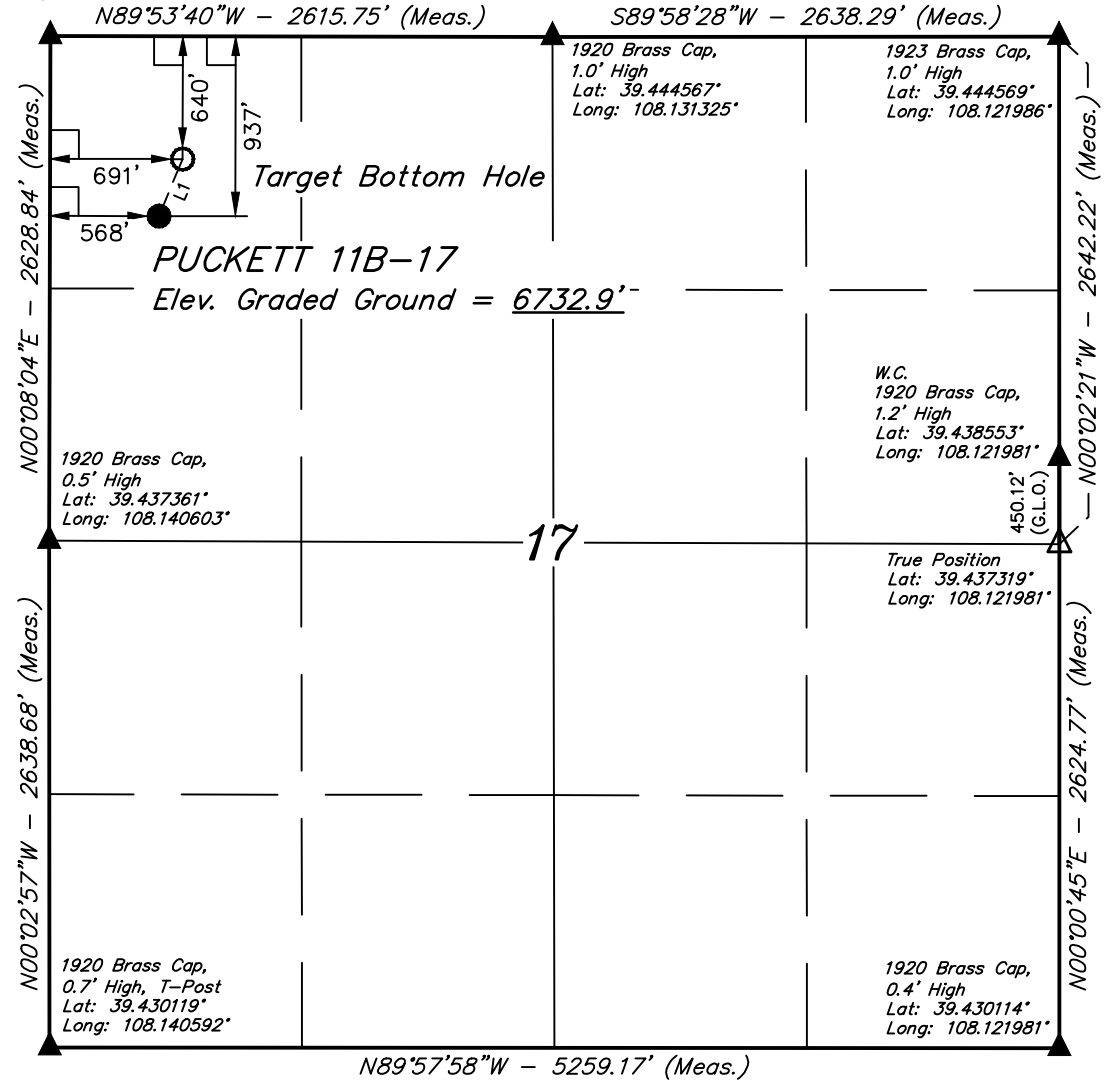 N89°53'40"W – 2615.75' (Meas.)
S89°58'28"W – 2638.29' (Meas.)
1920 Brass Cap,
1.0' High
Lat: 39.444567°
Long: 108.131325°
1923 Brass Cap,
1.0' High
Lat: 39.444569°
Long: 108.121986°
640'
937'
691'
568'
L1
Target Bottom Hole
PUCKETT 11B–17
Elev. Graded Ground = 6732.9'
N00°08'04"E – 2628.84' (Meas.)
N00°02'21"W – 2642.22' (Meas.)
W.C.
1920 Brass Cap,
1.2' High
Lat: 39.438553°
Long: 108.121981°
450.12'
(G.L.O.)
1920 Brass Cap,
0.5' High
Lat: 39.437361°
Long: 108.140603°
17
True Position
Lat: 39.437319°
Long: 108.121981°
N00°02'57"W – 2638.68' (Meas.)
N00°00'45"E – 2624.77' (Meas.)
1920 Brass Cap,
0.7' High, T–Post
Lat: 39.430119°
Long: 108.140592°
1920 Brass Cap,
0.4' High
Lat: 39.430114°
Long: 108.121981°
N89°57'58"W – 5259.17' (Meas.)